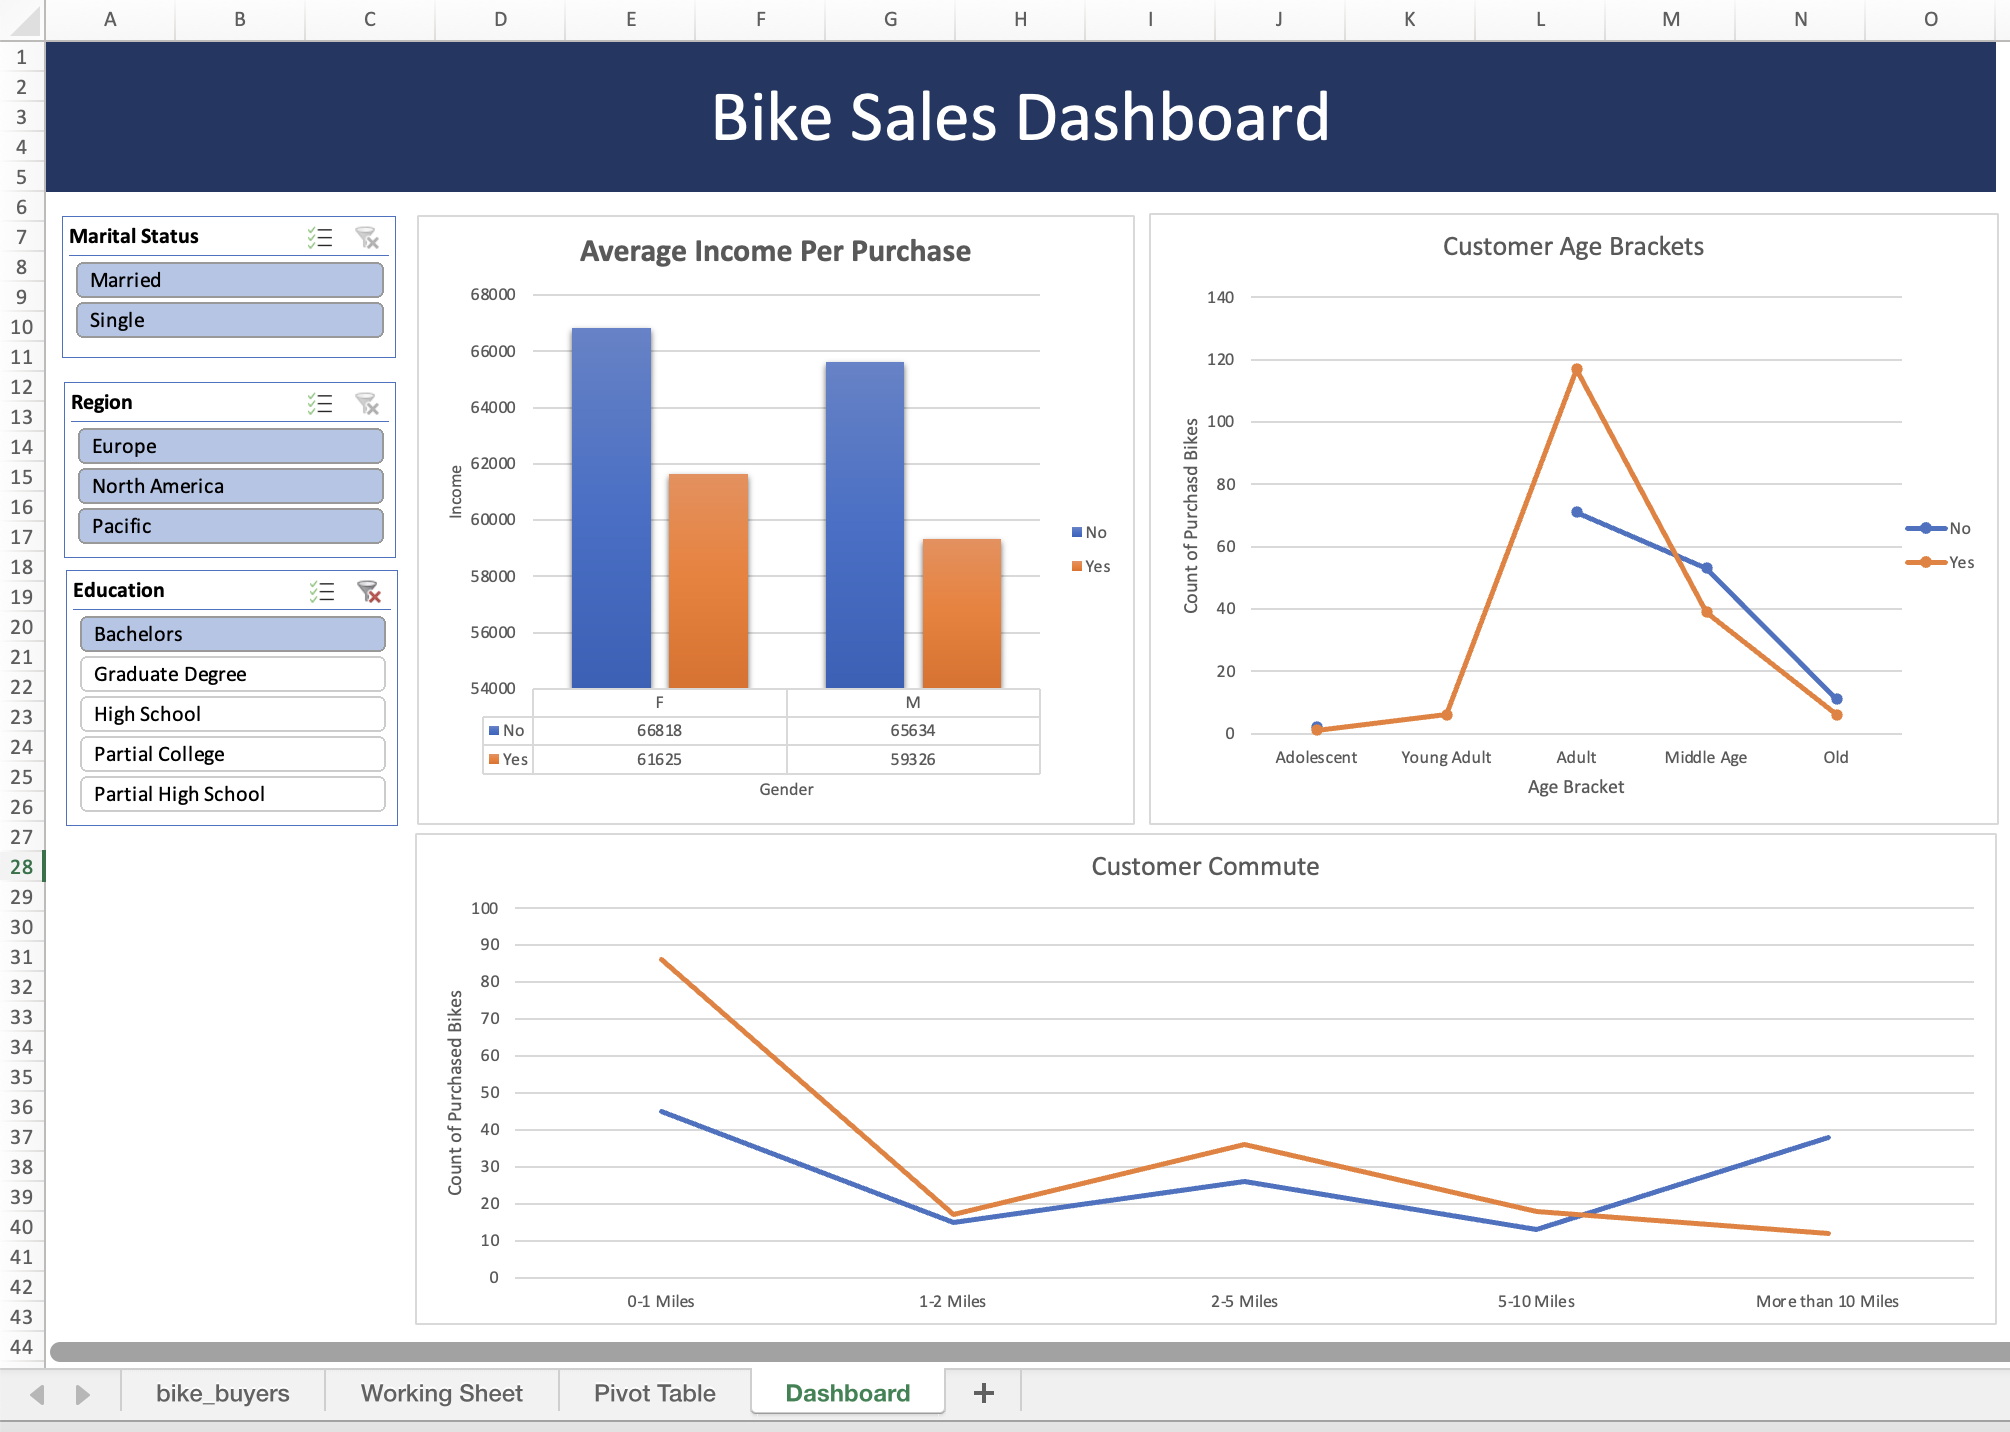 A B C D E F G H I J K L M N O
1
2
3
4
5
6
7
8
9
10
11
12
13
14
15
16
17
18
19
20
21
22
23
24
25
26
27
28
29
30
31
32
33
34
35
36
37
38
39
40
41
42
43
44
Bike Sales Dashboard
Marital Status
Married
Single
Region
Europe
North America
Pacific
Education
Bachelors
Graduate Degree
High School
Partial College
Partial High School
Average Income Per Purchase
68000
66000
64000
62000
60000
58000
56000
54000
Income
F M
No 66818 65634
Yes 61625 59326
Gender
No
Yes
Customer Age Brackets
140
120
100
80
60
40
20
0
Count of Purchasd Bikes
Adolescent Young Adult Adult Middle Age Old
Age Bracket
No
Yes
Customer Commute
100
90
80
70
60
50
40
30
20
10
0
Count of Purchased Bikes
0-1 Miles 1-2 Miles 2-5 Miles 5-10 Miles More than 10 Miles
bike_buyers Working Sheet Pivot Table Dashboard +